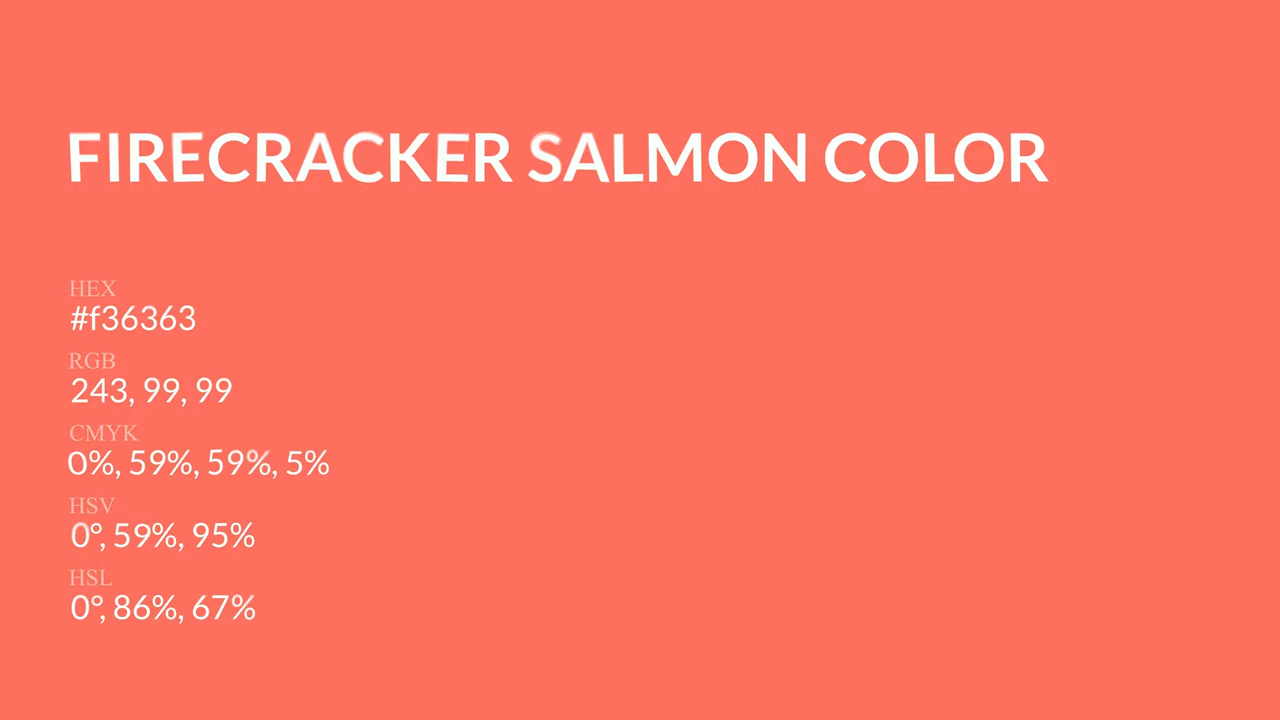 FIRECRACKER SALMON COLOR
HEX
#f36363
RGB
243, 99, 99
CMYK
0%, 59%, 59%, 5%
HSV
0°, 59%, 95%
HSL
0°, 86%, 67%